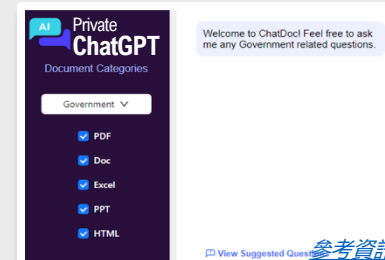 AI
Private
ChatGPT
Document Categories
Government
PDF
Doc
Excel
PPT
HTML
Welcome to ChatDoc! Feel free to ask
me any Government related questions.
View Suggested
參考資訊